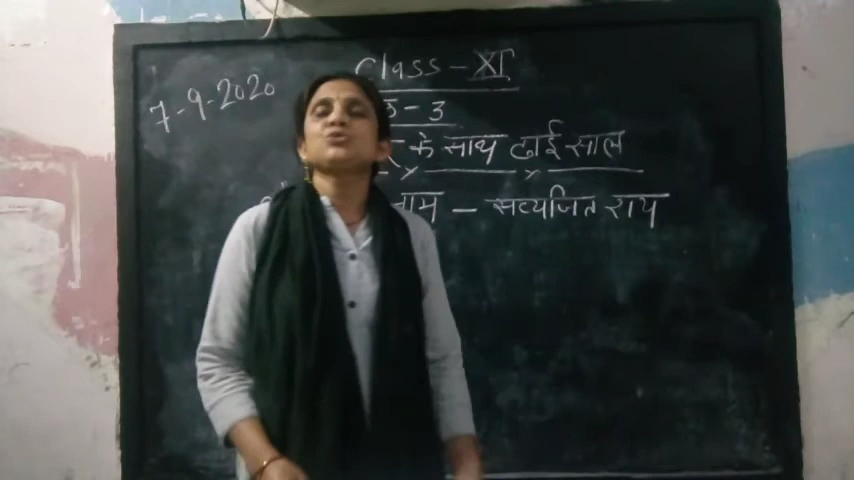 Class - XI
7-9-2020
- 3
के साथ ढाई साल
नाम - सत्यजित राय